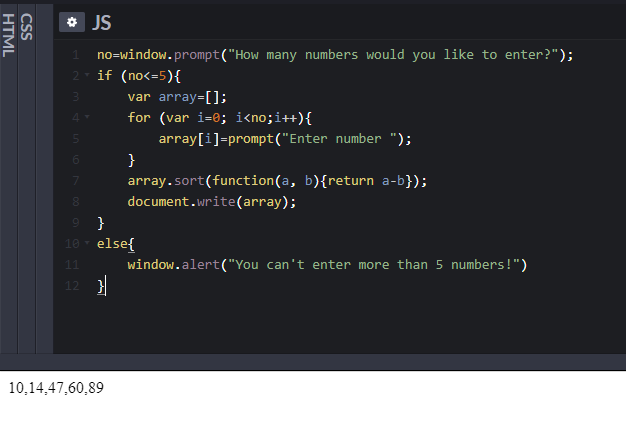 HTML
CSS
JS
1 no=window.prompt("How many numbers would you like to enter?");
2 if (no<=5){
3 var array=[];
4 for (var i=0; i<no;i++){
5 array[i]=prompt("Enter number ");
6 }
7 array.sort(function(a, b){return a-b});
8 document.write(array);
9 }
10 else{
11 window.alert("You can't enter more than 5 numbers!")
12 }
10,14,47,60,89